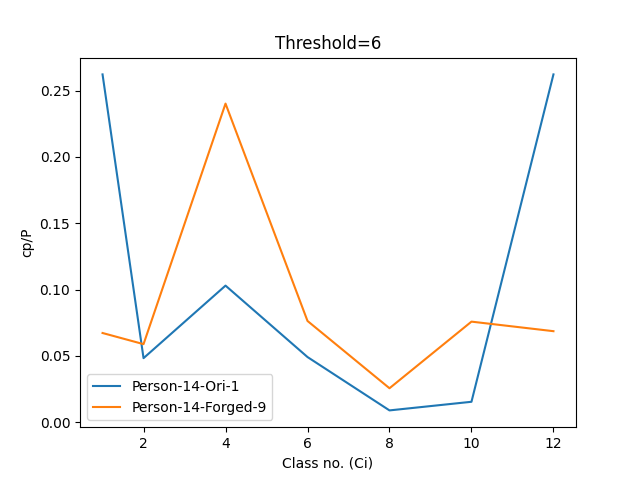 Threshold=6
cp/P
0.25
0.20
0.15
0.10
0.05
0.00
Person-14-Ori-1
Person-14-Forged-9
2 4 6 8 10 12
Class no. (Ci)